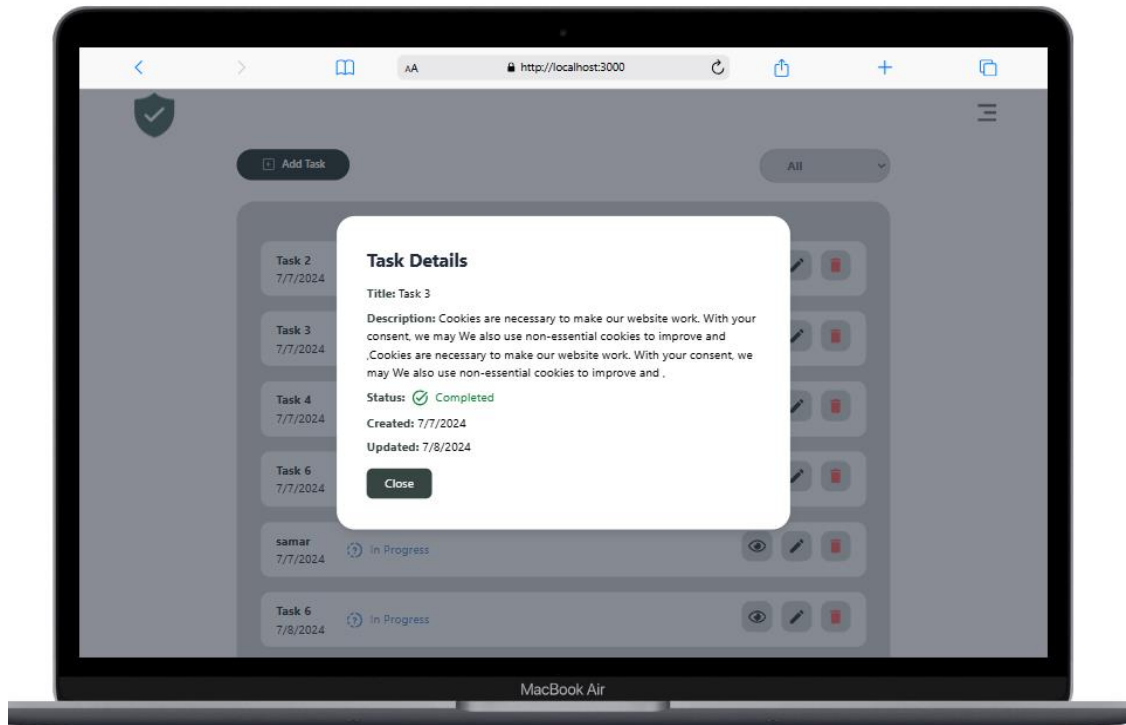 AA
http://localhost:3000
Add Task
All
Task 2
7/7/2024
Task 3
7/7/2024
Task 4
7/7/2024
Task 6
7/7/2024
samar
7/7/2024
In Progress
Task 6
7/8/2024
In Progress
Task Details
Title: Task 3
Description: Cookies are necessary to make our website work. With your
consent, we may We also use non-essential cookies to improve and
,Cookies are necessary to make our website work. With your consent, we
may We also use non-essential cookies to improve and ,
Status: Completed
Created: 7/7/2024
Updated: 7/8/2024
Close
MacBook Air